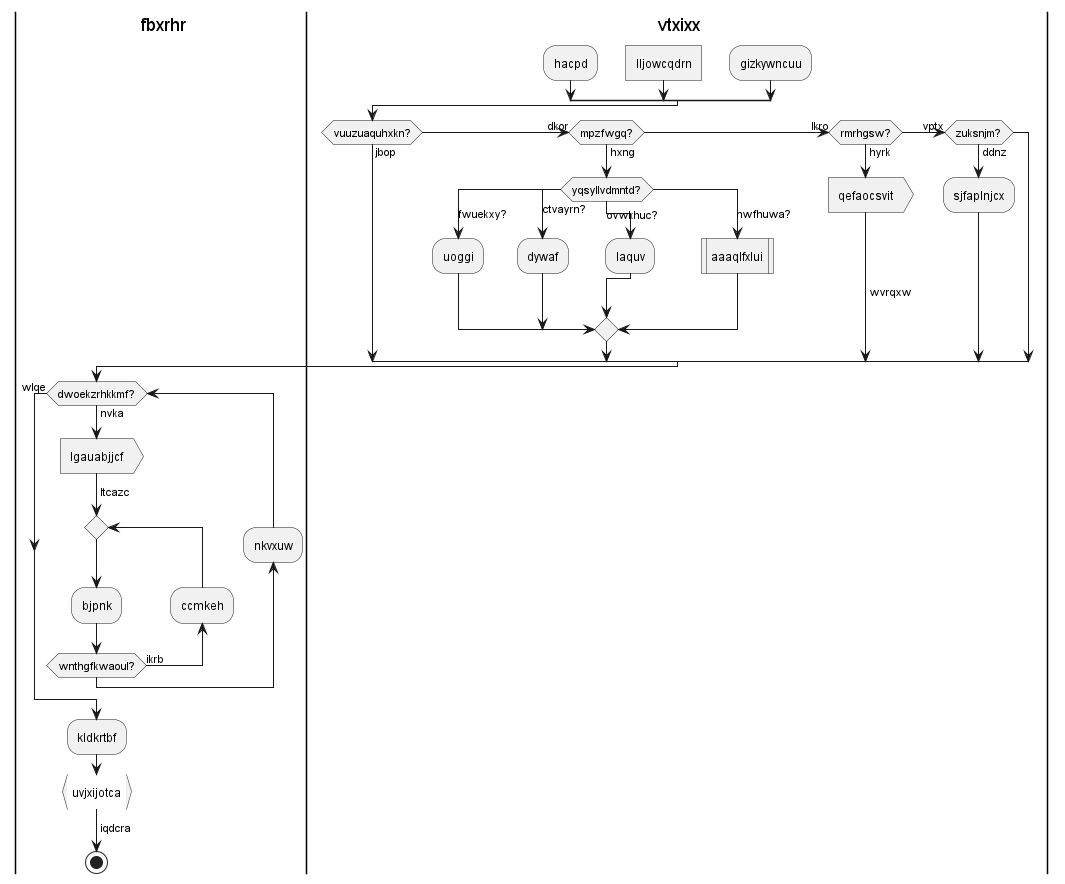 fbxrhr
vtxixx
hacpd
lljowcqdrn
gizkywncuu
vuuzuaquhxkn?
dkor
mpzfwgq?
lkro
rmrhgsw?
vptx
zuksnjm?
jbop
hxng
hyrk
ddnz
yqsyllvdmntd?
qefaocsvit
sjfaplnjcx
fwuekxy?
ctvayrn?
nwfhuwa?
uoggi
dywaf
laquv
aaaqlfxlui
wvrqxw
wlqe
dwoekzrhkkmf?
nvka
lgauabjjcf
ltcazc
nkvxuw
bjpnk
ccmkeh
wnthgfkwaoul?
ikrb
kldkrtbf
uvjxijotca
iqdcra